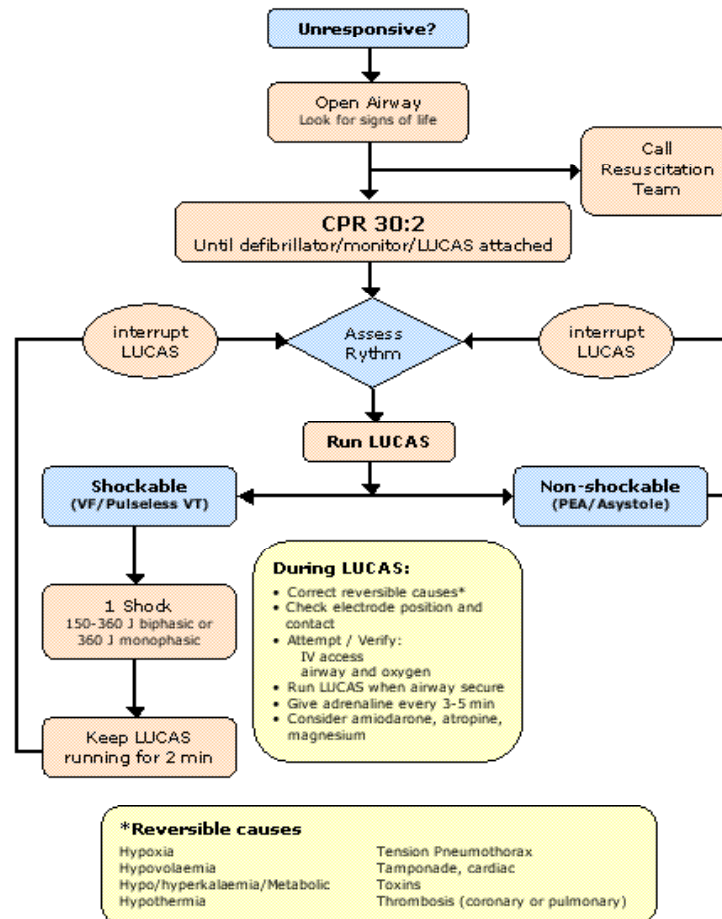 Unresponsive?
Open Airway
Look for signs of life
Call
Resuscitation
Team
CPR 30:2
Until defibrillator/monitor/LUCAS attached
interrupt
LUCAS
Assess
Rythm
interrupt
LUCAS
Run LUCAS
Shockable
(VF/Pulseless VT)
Non-shockable
(PEA/Asystole)
1 Shock
150-360 J biphasic or
360 J monophasic
Keep LUCAS
running for 2 min
During LUCAS:
• Correct reversible causes*
• Check electrode position and
contact
• Attempt / Verify:
IV access
airway and oxygen
• Run LUCAS when airway secure
• Give adrenaline every 3-5 min
• Consider amiodarone, atropine,
magnesium
*Reversible causes
Hypoxia
Hypovolaemia
Hypo/hyperkalaemia/Metabolic
Hypothermia
Tension Pneumothorax
Tamponade, cardiac
Toxins
Thrombosis (coronary or pulmonary)